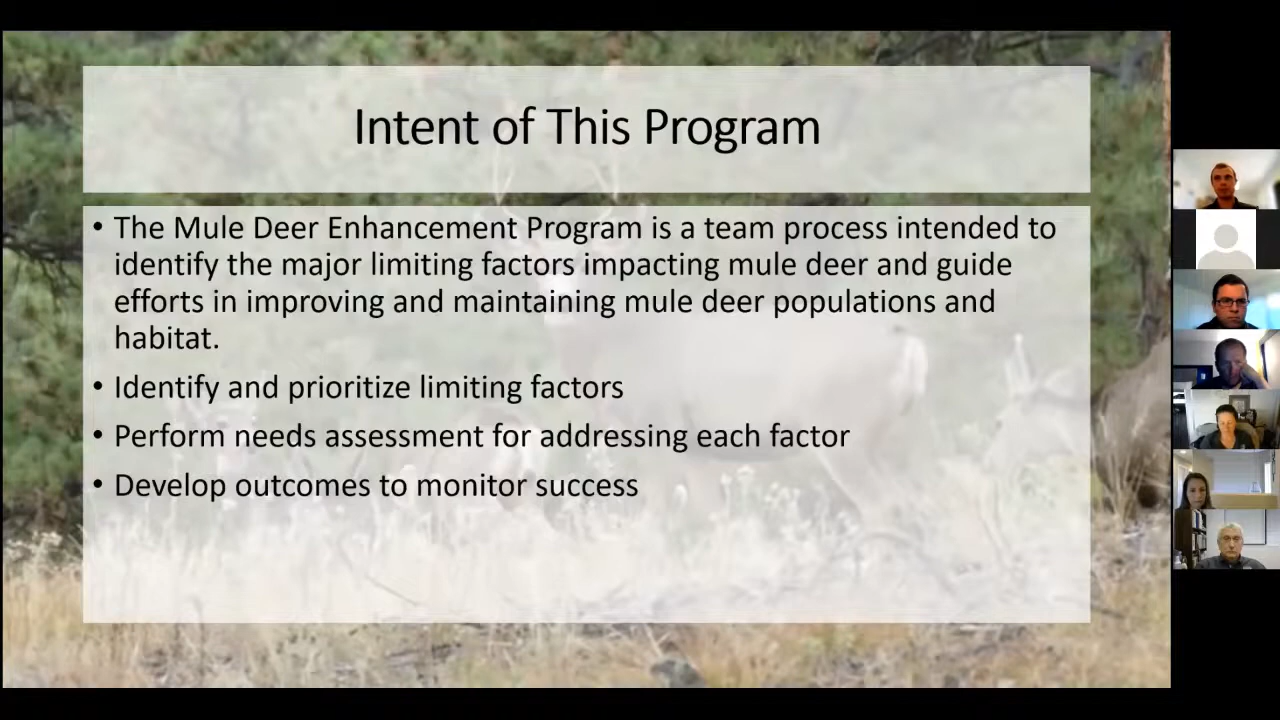 Intent of This Program
• The Mule Deer Enhancement Program is a team process intended to
identify the major limiting factors impacting mule deer and guide
efforts in improving and maintaining mule deer populations and
habitat.
• Identify and prioritize limiting factors
• Perform needs assessment for addressing each factor
• Develop outcomes to monitor success